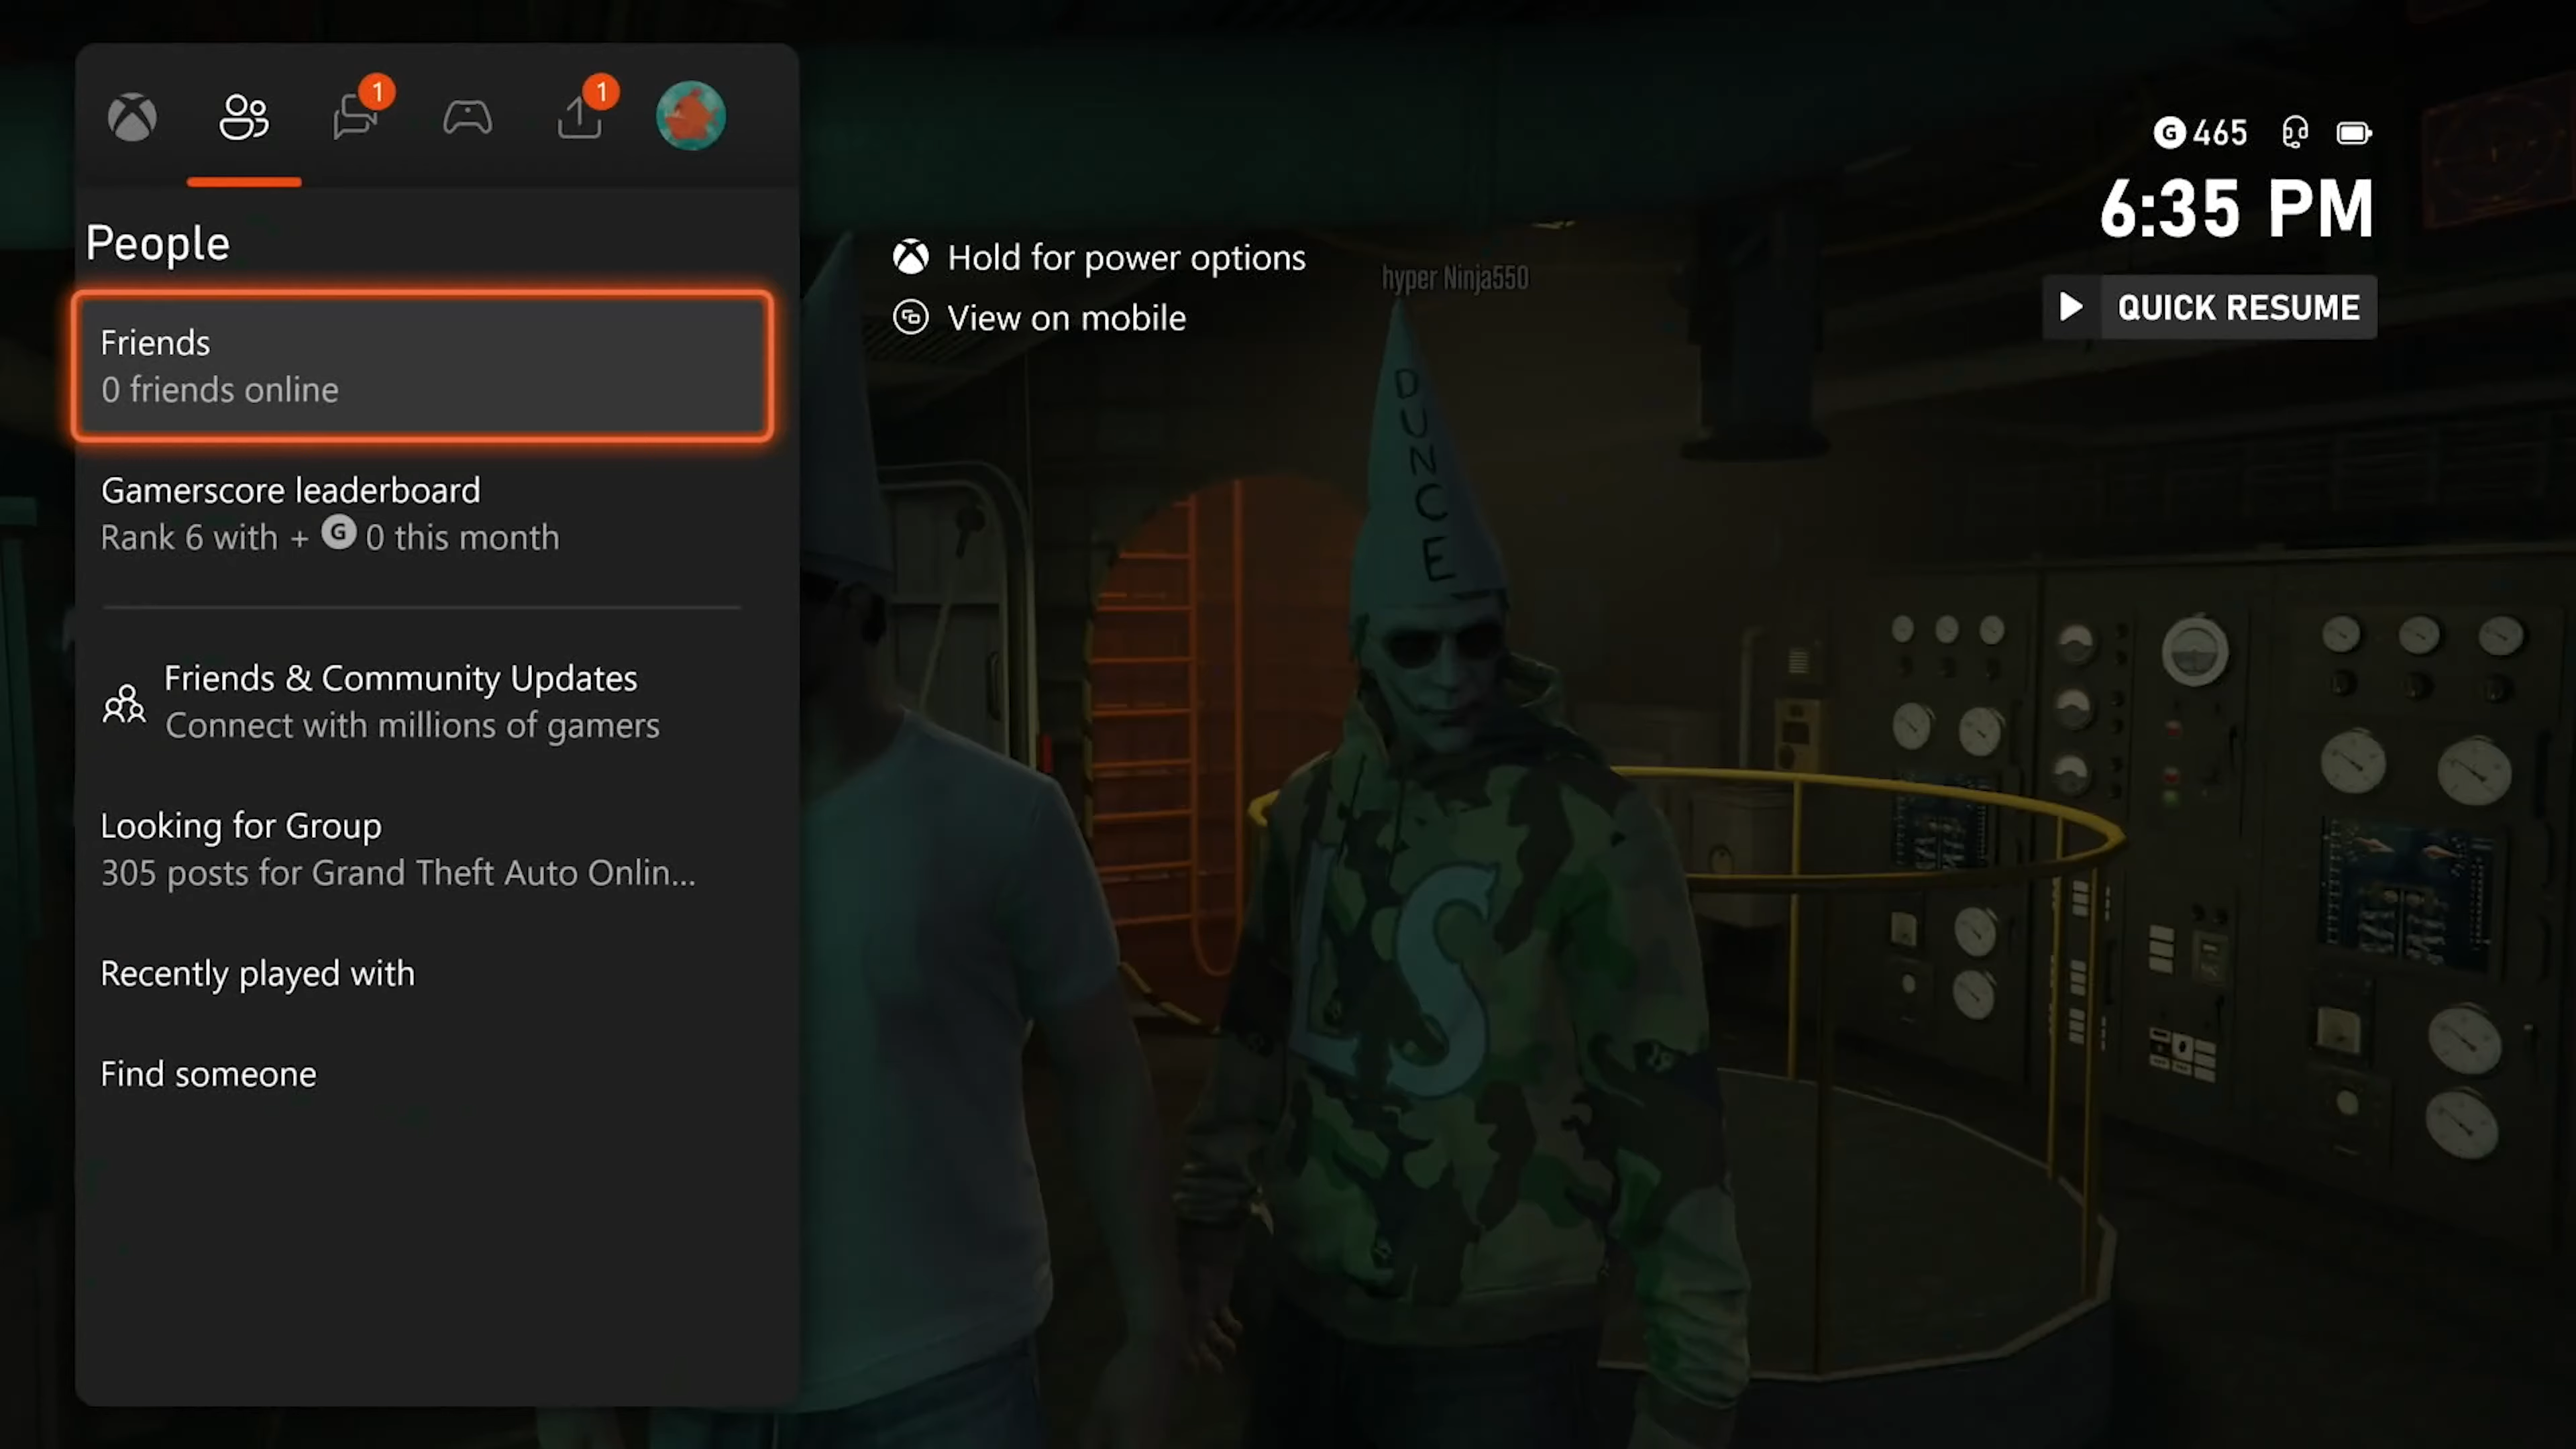 1
1
People
Friends
0 friends online
Gamerscore leaderboard
Rank 6 with + G 0 this month
Friends & Community Updates
Connect with millions of gamers
Looking for Group
305 posts for Grand Theft Auto Onlin...
Recently played with
Find someone
Hold for power options
View on mobile
G 465
6:35 PM
QUICK RESUME
hyper Ninja550
DUNCE
LS